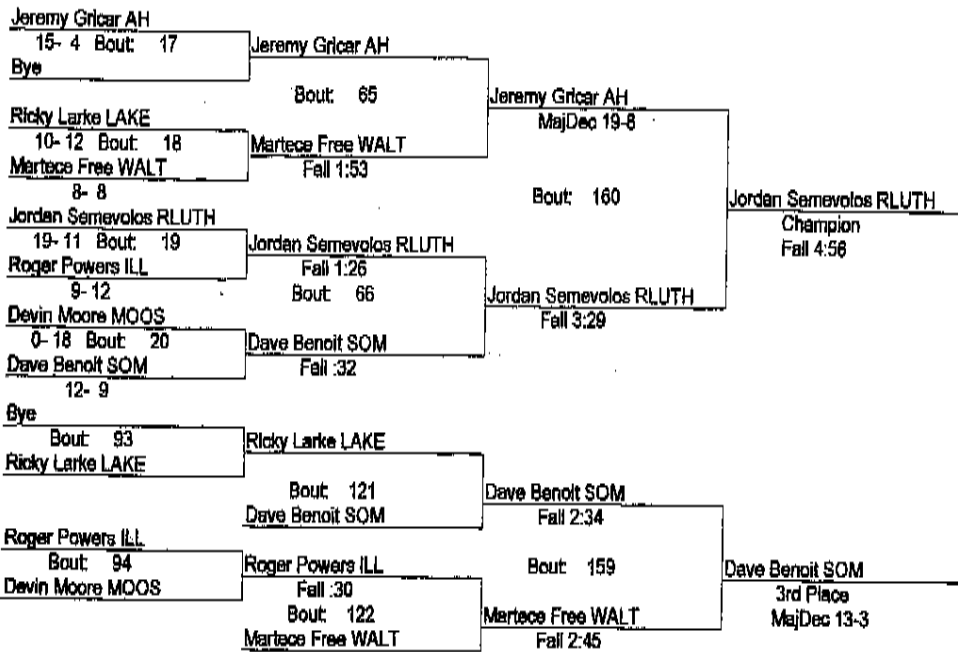 Jeremy Gricar AH
15- 4 Bout: 17
Bye
Jeremy Gricar AH
Bout: 65
Ricky Larke LAKE
10- 12 Bout: 18
Martece Free WALT
8- 8
Martece Free WALT
Fall 1:53
Jeremy Gricar AH
MajDec 19-8
Jordan Semevolos RLUTH
19- 11 Bout: 19
Roger Powers ILL
9- 12
Jordan Semevolos RLUTH
Fall 1:26
Bout: 66
Devin Moore MOOS
0- 18 Bout: 20
Dave Benoit SOM
12- 9
Dave Benoit SOM
Fall :32
Jordan Semevolos RLUTH
Fall 3:29
Bout: 160
Jordan Semevolos RLUTH
Champion
Fall 4:56
Bye
Bout: 93
Ricky Larke LAKE
Ricky Larke LAKE
Bout: 121
Dave Benoit SOM
Dave Benoit SOM
Fall 2:34
Roger Powers ILL
Bout: 94
Devin Moore MOOS
Roger Powers ILL
Fall :30
Bout: 122
Martece Free WALT
Martece Free WALT
Fall 2:45
Bout: 159
Dave Benoit SOM
3rd Place
MajDec 13-3